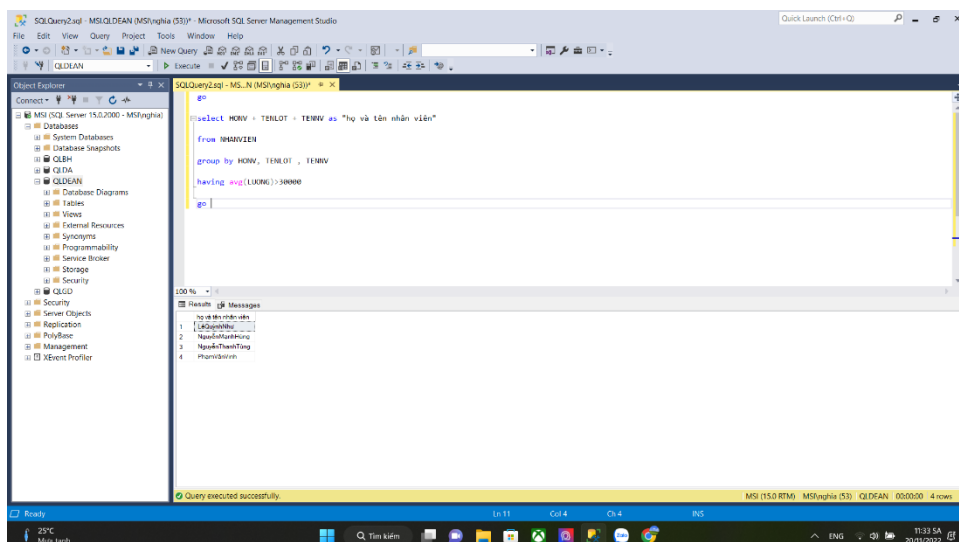 SQLQuery2.sql - MSI.QLDEAN (MSI\nghia (53))* - Microsoft SQL Server Management Studio
Quick Launch (Ctrl+Q)
File Edit View Query Project Tools Window Help
New Query
QLDEAN
Execute
Object Explorer
SQLQuery2.sql - MS...N (MSI\nghia (53))*
Connect
MSI (SQL Server 15.0.2000 - MSI\nghia)
Databases
System Databases
Database Snapshots
QLBH
QLDA
QLDEAN
Database Diagrams
Tables
Views
External Resources
Synonyms
Programmability
Service Broker
Storage
Security
QLGD
Security
Server Objects
Replication
PolyBase
Management
XEvent Profiler
go
select HONV + TENLOT + TENNV as "họ và tên nhân viên"
from NHANVIEN
group by HONV, TENLOT , TENNV
having avg(LUONG)>30000
go
100 %
Results Messages
họ và tên nhân viên
1 LêQuỳnhNhư
2 NguyễnMạnhHùng
3 NguyễnThanhTùng
4 PhạmVănVinh
Query executed successfully.
MSI (15.0 RTM) MSI\nghia (53) QLDEAN 00:00:00 4 rows
Ready
Ln 11 Col 4 Ch 4 INS
25°C
Mưa lạnh
Tìm kiếm
Zalo
ENG
11:33 SA
20/11/2022